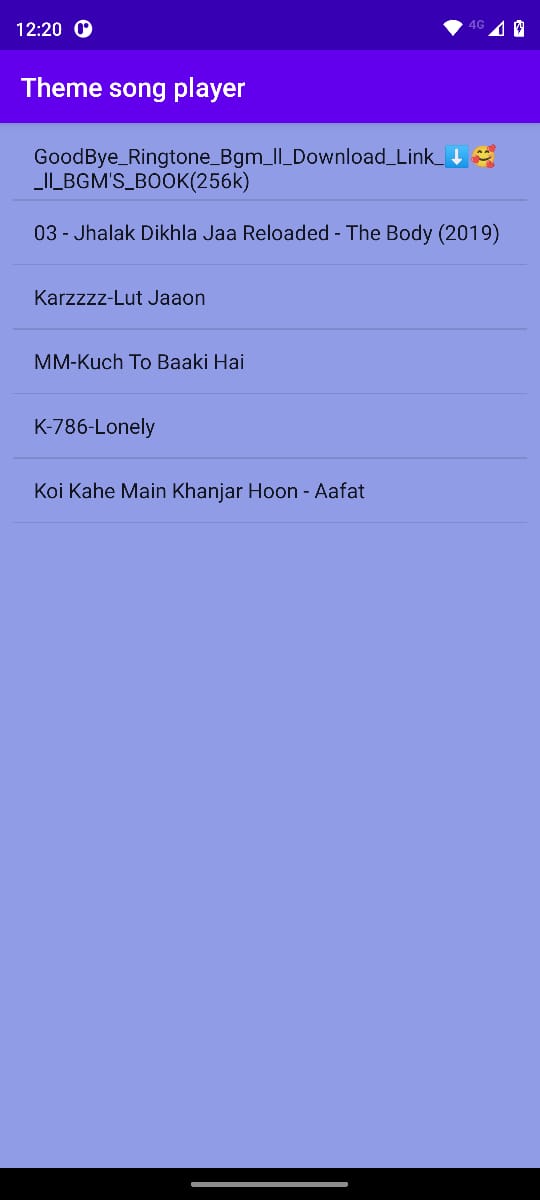 12:20
4G
Theme song player
GoodBye_Ringtone_Bgm_ll_Download_Link_⬇️🥰
_ll_BGM'S_BOOK(256k)
03 - Jhalak Dikhla Jaa Reloaded - The Body (2019)
Karzzzz-Lut Jaaon
MM-Kuch To Baaki Hai
K-786-Lonely
Koi Kahe Main Khanjar Hoon - Aafat